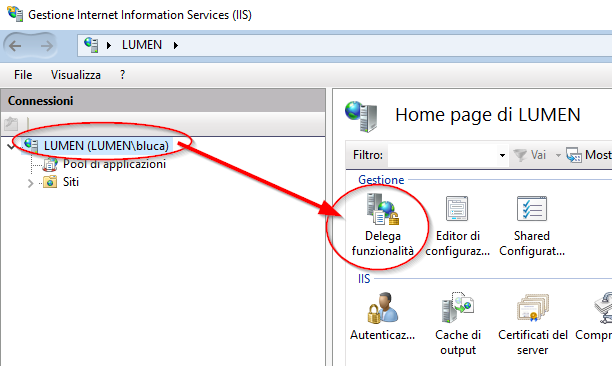 Gestione Internet Information Services (IIS)
LUMEN
File Visualizza ?
Connessioni
LUMEN (LUMEN\bluca)
Pool di applicazioni
Siti
Home page di LUMEN
Filtro: Vai Most
Gestione
Delega funzionalità
Editor di configuraz...
Shared Configurat...
IIS
Autenticaz...
Cache di output
Certificati del server
Compr